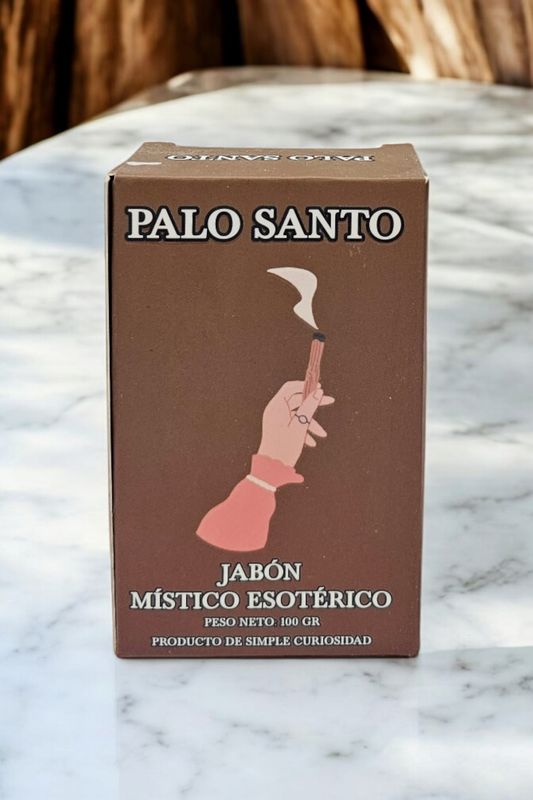 PALO SANTO
PALO SANTO
JABÓN
MÍSTICO ESOTÉRICO
PESO NETO: 100 GR
PRODUCTO DE SIMPLE CURIOSIDAD